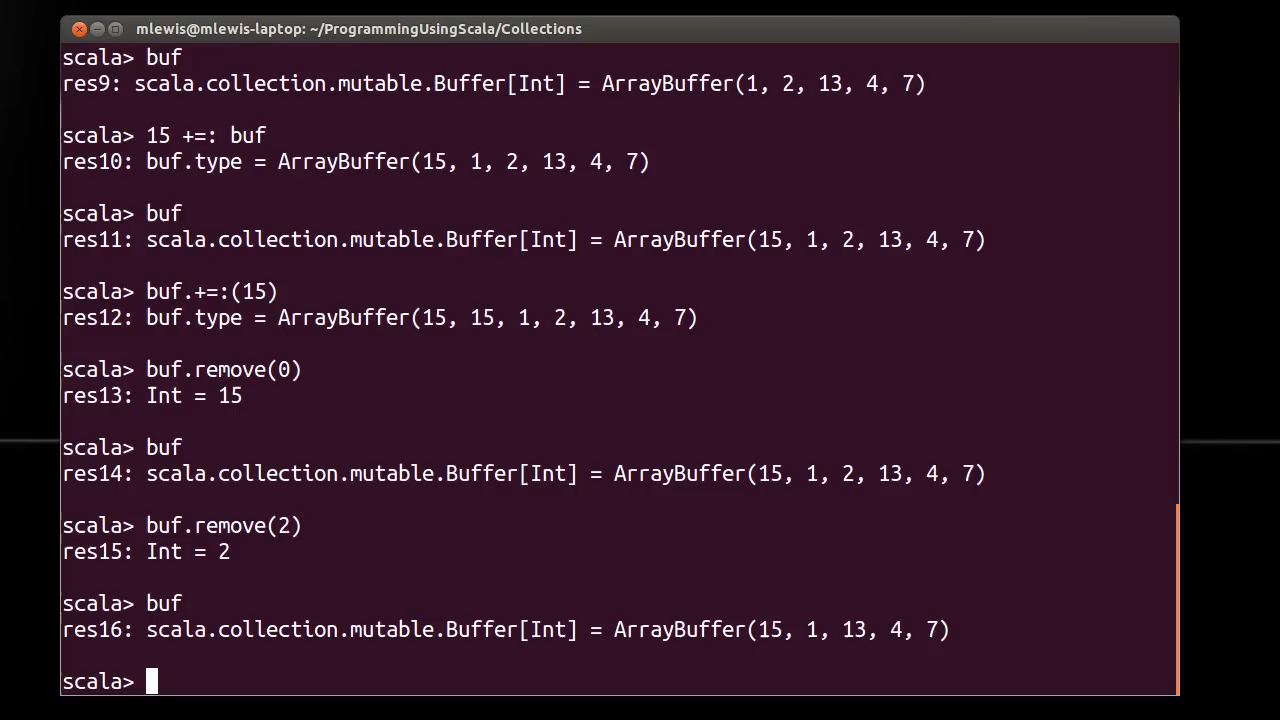 mlewis@mlewis-laptop: ~/ProgrammingUsingScala/Collections
scala> buf
res9: scala.collection.mutable.Buffer[Int] = ArrayBuffer(1, 2, 13, 4, 7)
scala> 15 +=: buf
res10: buf.type = ArrayBuffer(15, 1, 2, 13, 4, 7)
scala> buf
res11: scala.collection.mutable.Buffer[Int] = ArrayBuffer(15, 1, 2, 13, 4, 7)
scala> buf.+=:(15)
res12: buf.type = ArrayBuffer(15, 15, 1, 2, 13, 4, 7)
scala> buf.remove(0)
res13: Int = 15
scala> buf
res14: scala.collection.mutable.Buffer[Int] = ArrayBuffer(15, 1, 2, 13, 4, 7)
scala> buf.remove(2)
res15: Int = 2
scala> buf
res16: scala.collection.mutable.Buffer[Int] = ArrayBuffer(15, 1, 13, 4, 7)
scala>